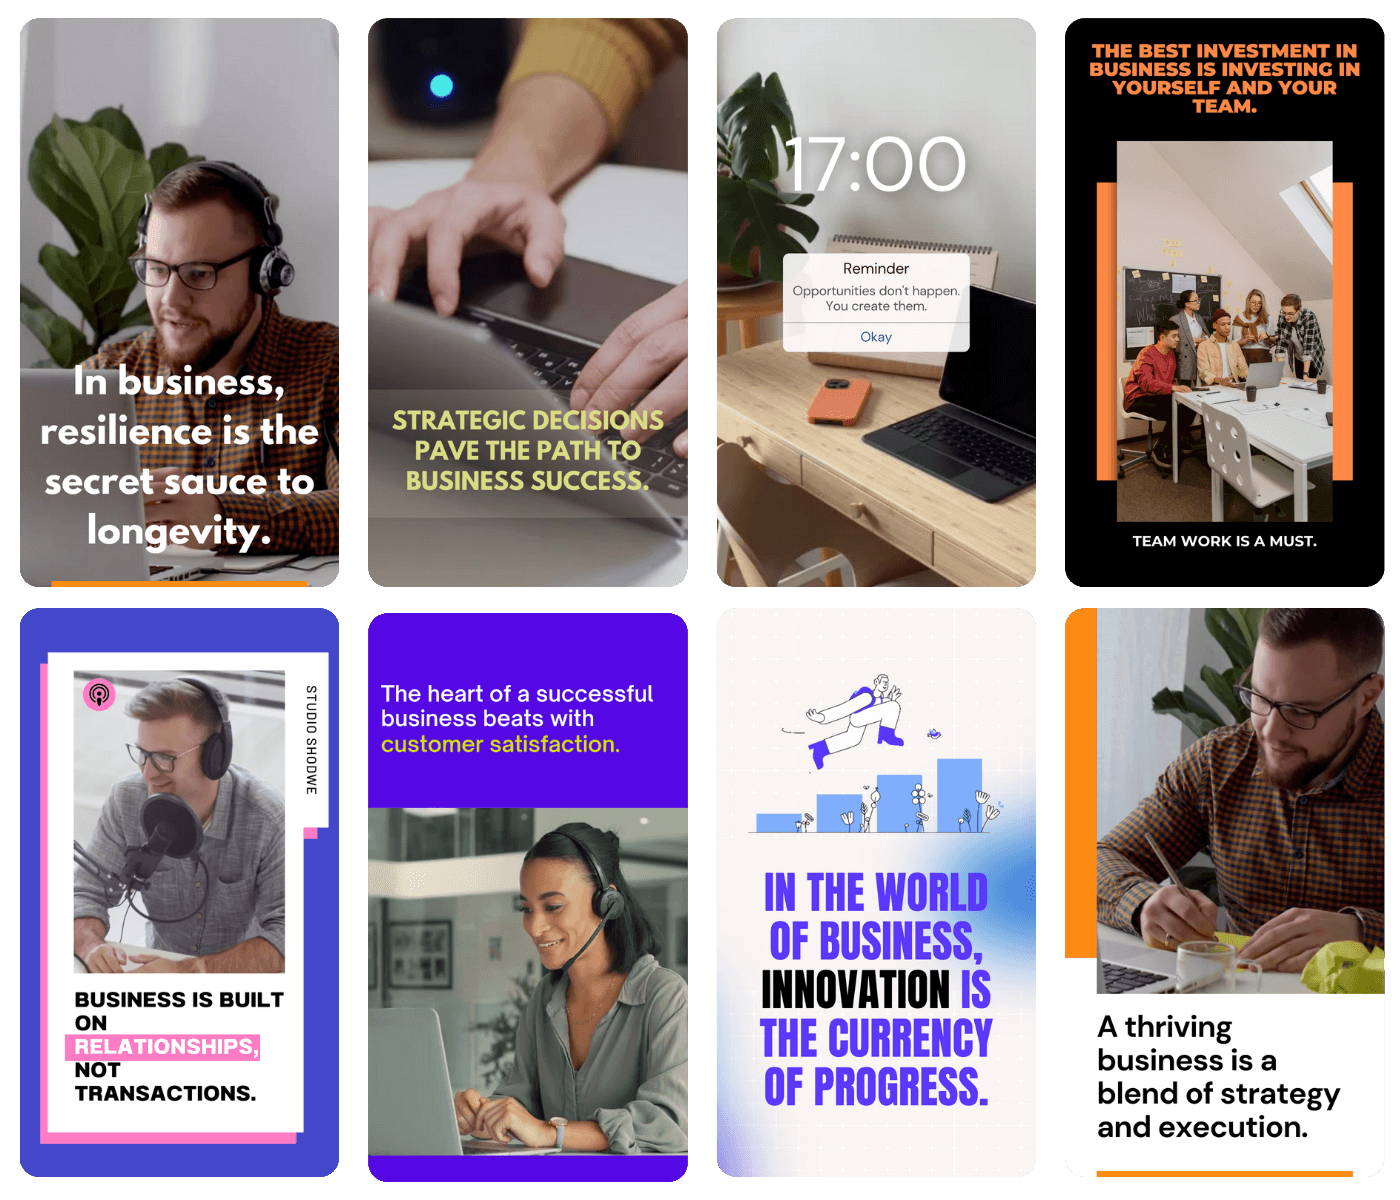 In business,
resilience is the
secret sauce to
longevity.
STRATEGIC DECISIONS
PAVE THE PATH TO
BUSINESS SUCCESS.
17:00
Reminder
Opportunities don't happen.
You create them.
Okay
THE BEST INVESTMENT IN
BUSINESS IS INVESTING IN
YOURSELF AND YOUR
TEAM.
TEAM WORK IS A MUST.
STUDIO SHODWE
BUSINESS IS BUILT
ON
RELATIONSHIPS,
NOT
TRANSACTIONS.
The heart of a successful
business beats with
customer satisfaction.
IN THE WORLD
OF BUSINESS,
INNOVATION IS
THE CURRENCY
OF PROGRESS.
A thriving
business is a
blend of strategy
and execution.